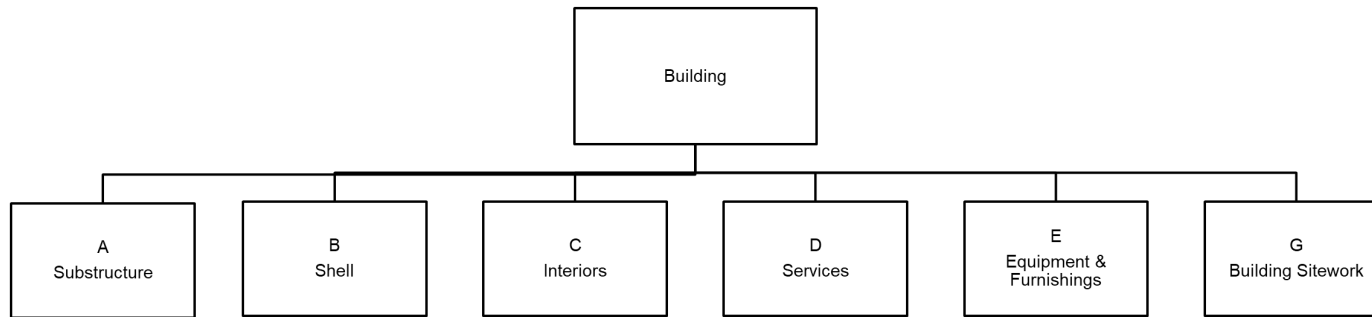 Building
A
Substructure
B
Shell
C
Interiors
D
Services
E
Equipment &
Furnishings
G
Building Sitework